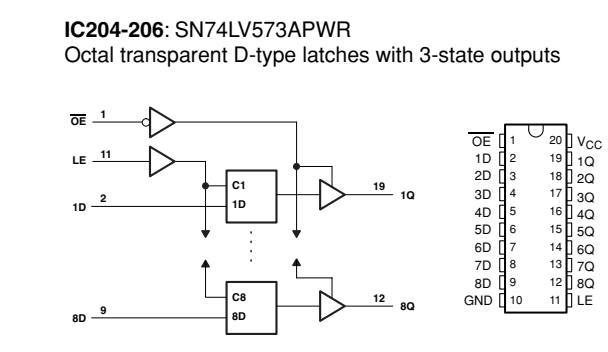 IC204-206: SN74LV573APWR
Octal transparent D-type latches with 3-state outputs
OE 1
LE 11
C1
1D 2
1D
19 1Q
C8
8D 9
8D
12 8Q
OE 1 20 VCC
1D 2 19 1Q
2D 3 18 2Q
3D 4 17 3Q
4D 5 16 4Q
5D 6 15 5Q
6D 7 14 6Q
7D 8 13 7Q
8D 9 12 8Q
GND 10 11 LE